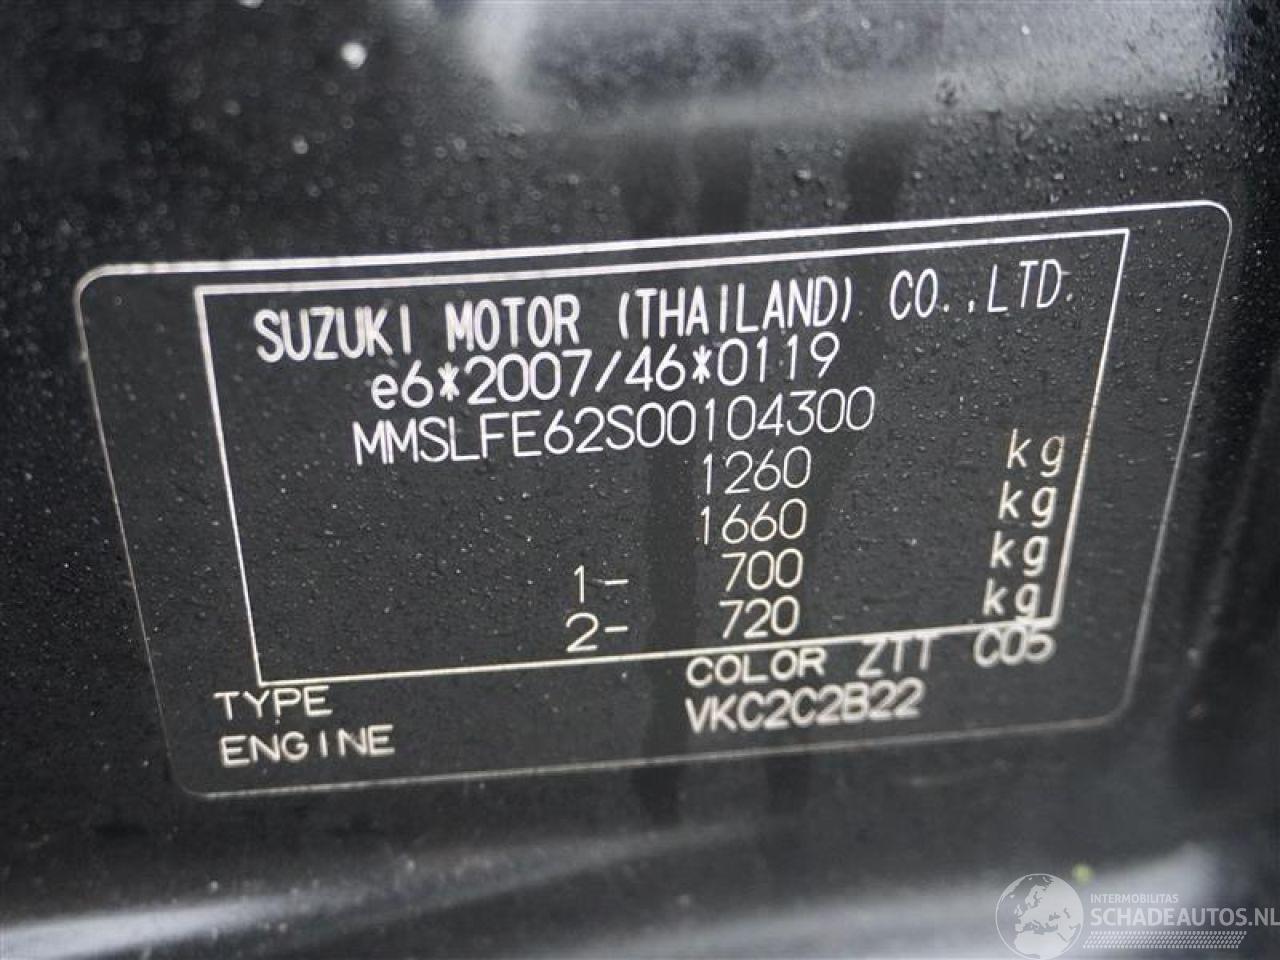 SUZUKI MOTOR (THAILAND) CO.,LTD.
e6*2007/46*0119
MMSLFE62S00104300
1260 kg
1660 kg
1- 700 kg
2- 720 kg
TYPE COLOR ZTT C05
ENGINE VKC2C2B22
INTERMOBILITAS
SCHADEAUTOS.NL